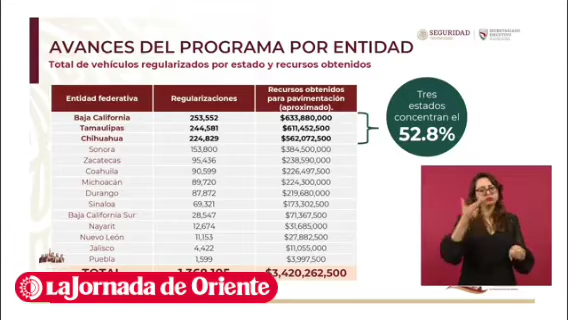 SEGURIDAD
SECRETARIADO
EJECUTIVO
AVANCES DEL PROGRAMA POR ENTIDAD
Total de vehículos regularizados por estado y recursos obtenidos
Entidad federativa Regularizaciones Recursos obtenidos para pavimentación (aproximado).
Baja California 253,552 $633,880,000
Tamaulipas 244,581 $611,452,500
Chihuahua 224,829 $562,072,500
Sonora 153,800 $384,500,000
Zacatecas 95,436 $238,590,000
Coahuila 90,599 $226,497,500
Michoacán 89,720 $224,300,000
Durango 87,872 $219,680,000
Sinaloa 69,321 $173,302,500
Baja California Sur 28,547 $71,367,500
Nayarit 12,674 $31,685,000
Nuevo León 11,153 $27,882,500
Jalisco 4,422 $11,055,000
Puebla 1,599 $3,997,500
TOTAL 1,368,105 $3,420,262,500
Tres
estados
concentran el
52.8%
LaJornada de Oriente